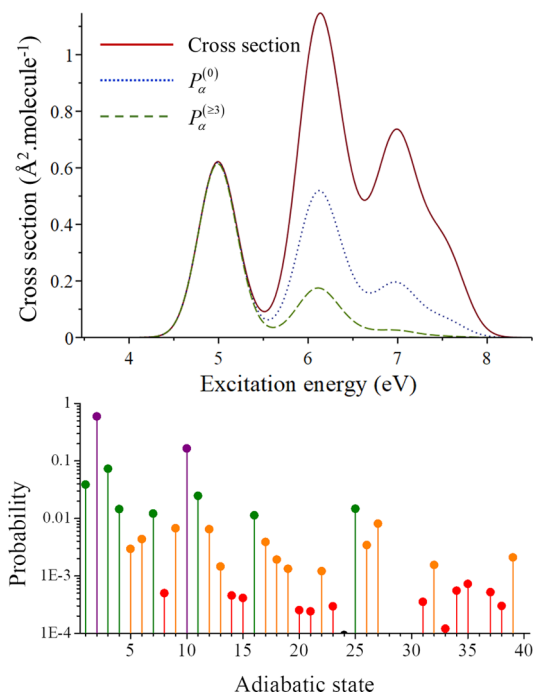 Cross section
P_α^(0)
P_α^(≥3)
Cross section (Å².molecule⁻¹)
1
0.8
0.6
0.4
0.2
0
4 5 6 7 8
Excitation energy (eV)
Probability
1
0.1
0.01
1E-3
1E-4
5 10 15 20 25 30 35 40
Adiabatic state